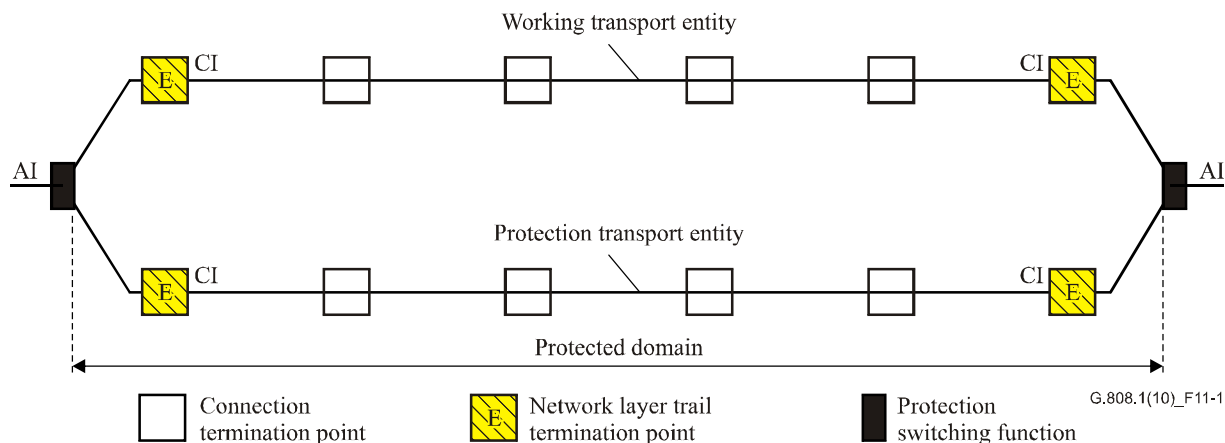 Working transport entity
E CI CI E
AI AI
Protection transport entity
E CI CI E
Protected domain
Connection
termination point
E Network layer trail
termination point
Protection
switching function
G.808.1(10)_F11-1